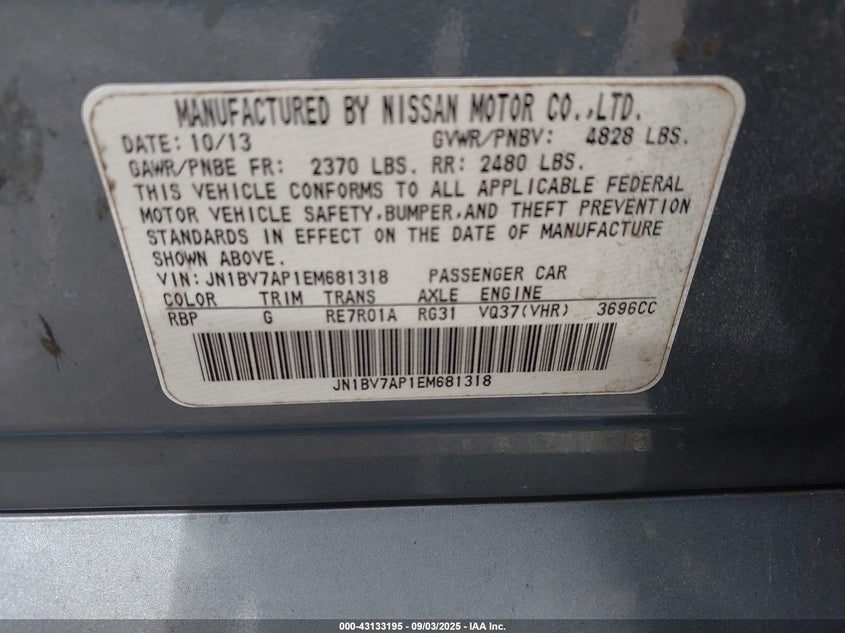 MANUFACTURED BY NISSAN MOTOR CO.,LTD.
DATE: 10/13 GVWR/PNBV: 4828 LBS.
GAWR/PNBE FR: 2370 LBS. RR: 2480 LBS.
THIS VEHICLE CONFORMS TO ALL APPLICABLE FEDERAL
MOTOR VEHICLE SAFETY,BUMPER,AND THEFT PREVENTION
STANDARDS IN EFFECT ON THE DATE OF MANUFACTURE
SHOWN ABOVE.
VIN: JN1BV7AP1EM681318 PASSENGER CAR
COLOR TRIM TRANS AXLE ENGINE
RBP G RE7R01A RG31 VQ37(VHR) 3696CC
JN1BV7AP1EM681318
000-43133195 - 09/03/2025 - IAA Inc.